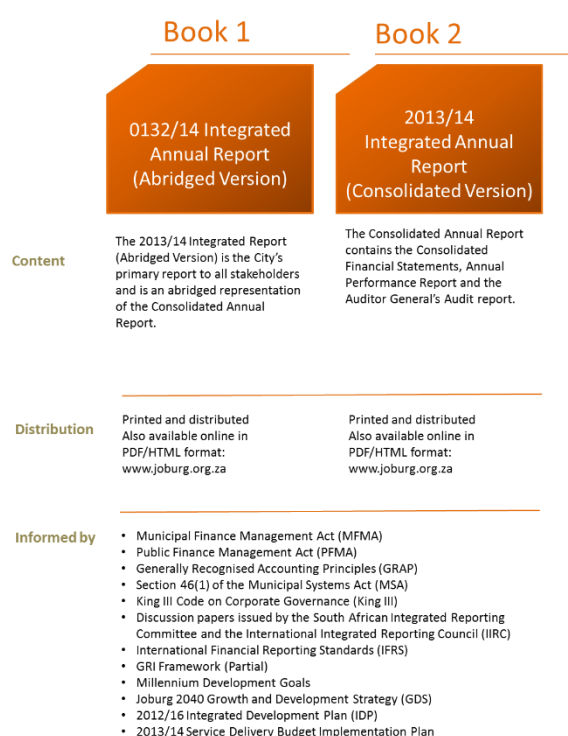 Book 1
Book 2
0132/14 Integrated
Annual Report
(Abridged Version)
2013/14
Integrated Annual
Report
(Consolidated Version)
Content
The 2013/14 Integrated Report
(Abridged Version) is the City's
primary report to all stakeholders
and is an abridged representation
of the Consolidated Annual
Report.
The Consolidated Annual Report
contains the Consolidated
Financial Statements, Annual
Performance Report and the
Auditor General's Audit report.
Distribution
Printed and distributed
Also available online in
PDF/HTML format:
www.joburg.org.za
Printed and distributed
Also available online in
PDF/HTML format:
www.joburg.org.za
Informed by
• Municipal Finance Management Act (MFMA)
• Public Finance Management Act (PFMA)
• Generally Recognised Accounting Principles (GRAP)
• Section 46(1) of the Municipal Systems Act (MSA)
• King III Code on Corporate Governance (King III)
• Discussion papers issued by the South African Integrated Reporting
Committee and the International Integrated Reporting Council (IIRC)
• International Financial Reporting Standards (IFRS)
• GRI Framework (Partial)
• Millennium Development Goals
• Joburg 2040 Growth and Development Strategy (GDS)
• 2012/16 Integrated Development Plan (IDP)
• 2013/14 Service Delivery Budget Implementation Plan